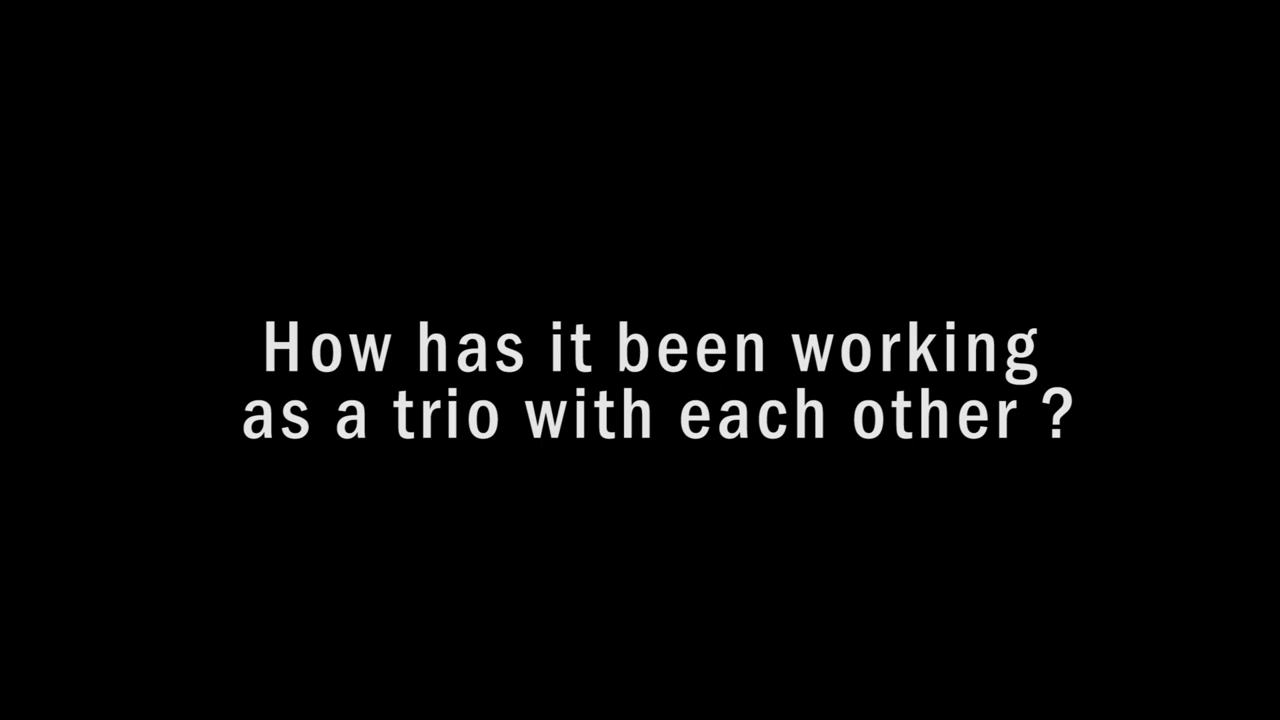 How has it been working
as a trio with each other ?